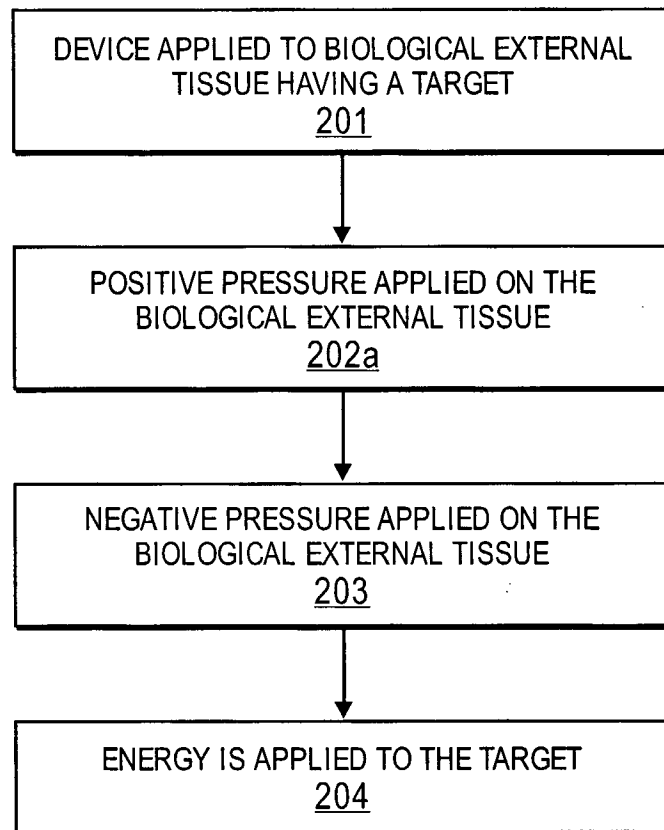 DEVICE APPLIED TO BIOLOGICAL EXTERNAL
TISSUE HAVING A TARGET
201
POSITIVE PRESSURE APPLIED ON THE
BIOLOGICAL EXTERNAL TISSUE
202a
NEGATIVE PRESSURE APPLIED ON THE
BIOLOGICAL EXTERNAL TISSUE
203
ENERGY IS APPLIED TO THE TARGET
204